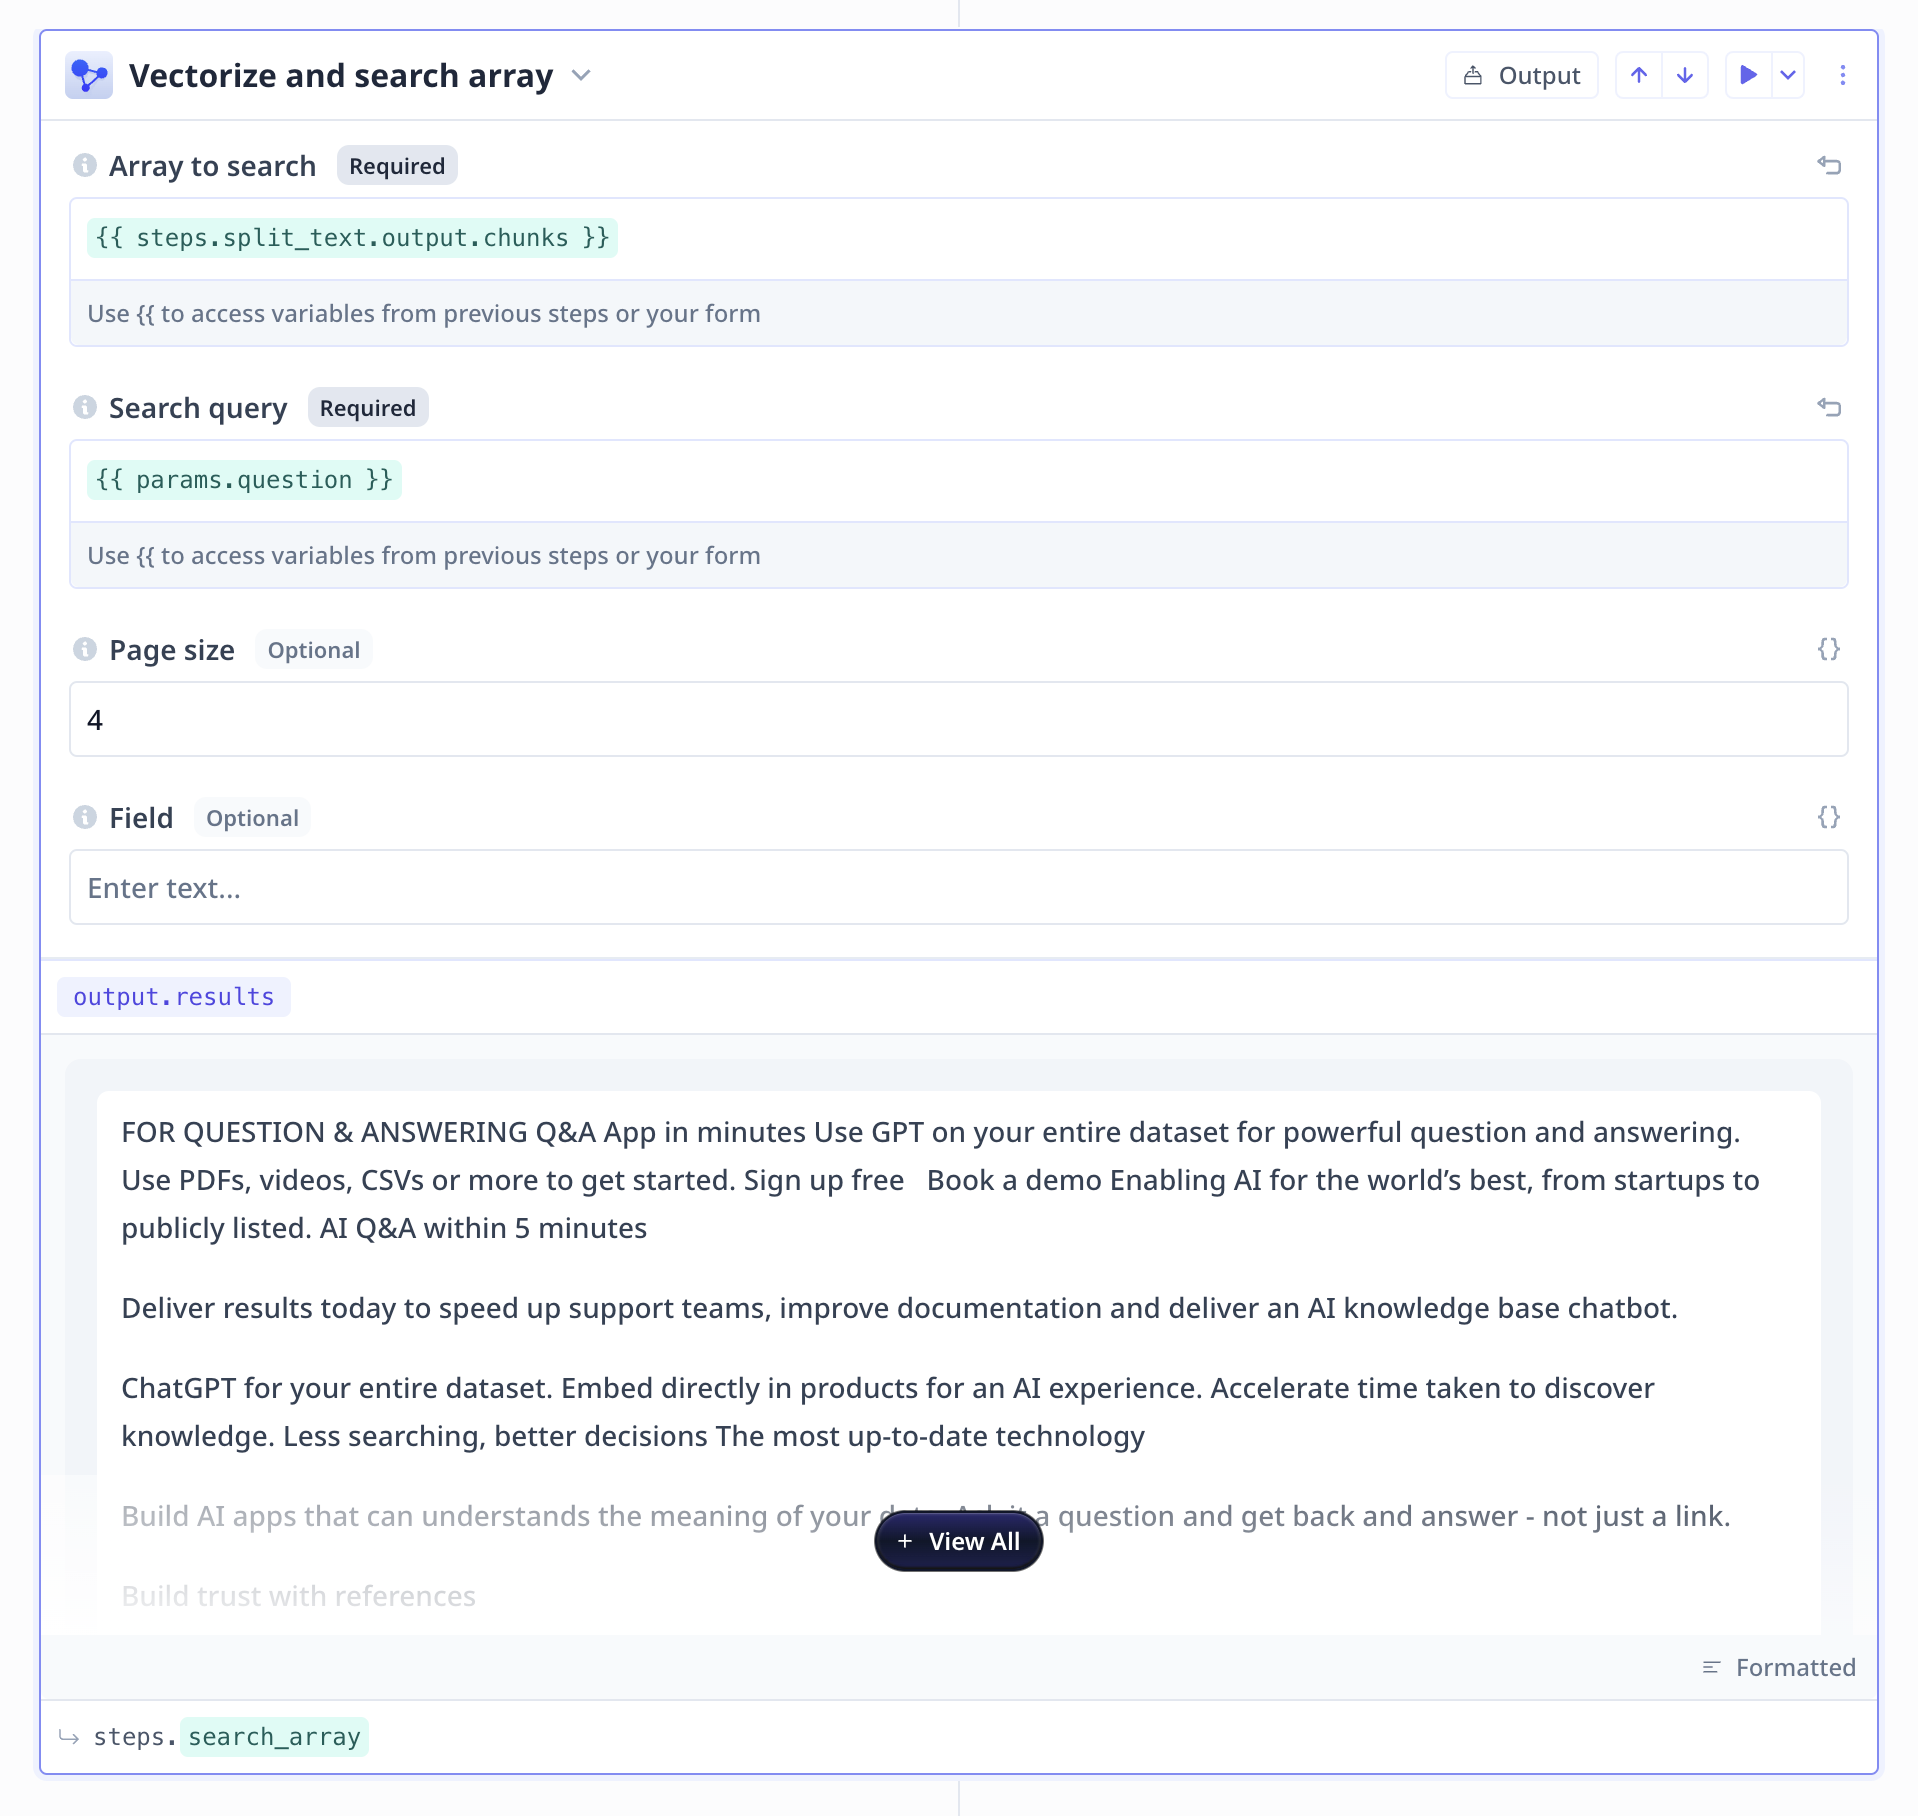 Vectorize and search array
Output
Array to search Required
{{ steps.split_text.output.chunks }}
Use {{ to access variables from previous steps or your form
Search query Required
{{ params.question }}
Use {{ to access variables from previous steps or your form
Page size Optional
{}
4
Field Optional
{}
Enter text...
output.results
FOR QUESTION & ANSWERING Q&A App in minutes Use GPT on your entire dataset for powerful question and answering.
Use PDFs, videos, CSVs or more to get started. Sign up free Book a demo Enabling AI for the world’s best, from startups to
publicly listed. AI Q&A within 5 minutes
Deliver results today to speed up support teams, improve documentation and deliver an AI knowledge base chatbot.
ChatGPT for your entire dataset. Embed directly in products for an AI experience. Accelerate time taken to discover
knowledge. Less searching, better decisions The most up-to-date technology
Build AI apps that can understands the meaning of your a question and get back and answer - not just a link.
+ View All
Build trust with references
Formatted
steps.search_array